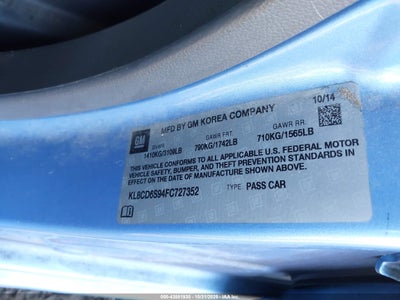 10/14
GM
MFD BY GM KOREA COMPANY
GVWR GAWR FRT. GAWR RR.
1410KG/3109LB 790KG/1742LB 710KG/1565LB
THIS VEHICLE CONFORMS TO ALL APPLICABLE U.S. FEDERAL MOTOR
VEHICLE SAFETY, BUMPER, AND THEFT PREVENTION STANDARDS IN
EFFECT ON THE DATE OF MANUFACTURE SHOWN ABOVE.
KL8CD6S94FC727352 TYPE: PASS CAR